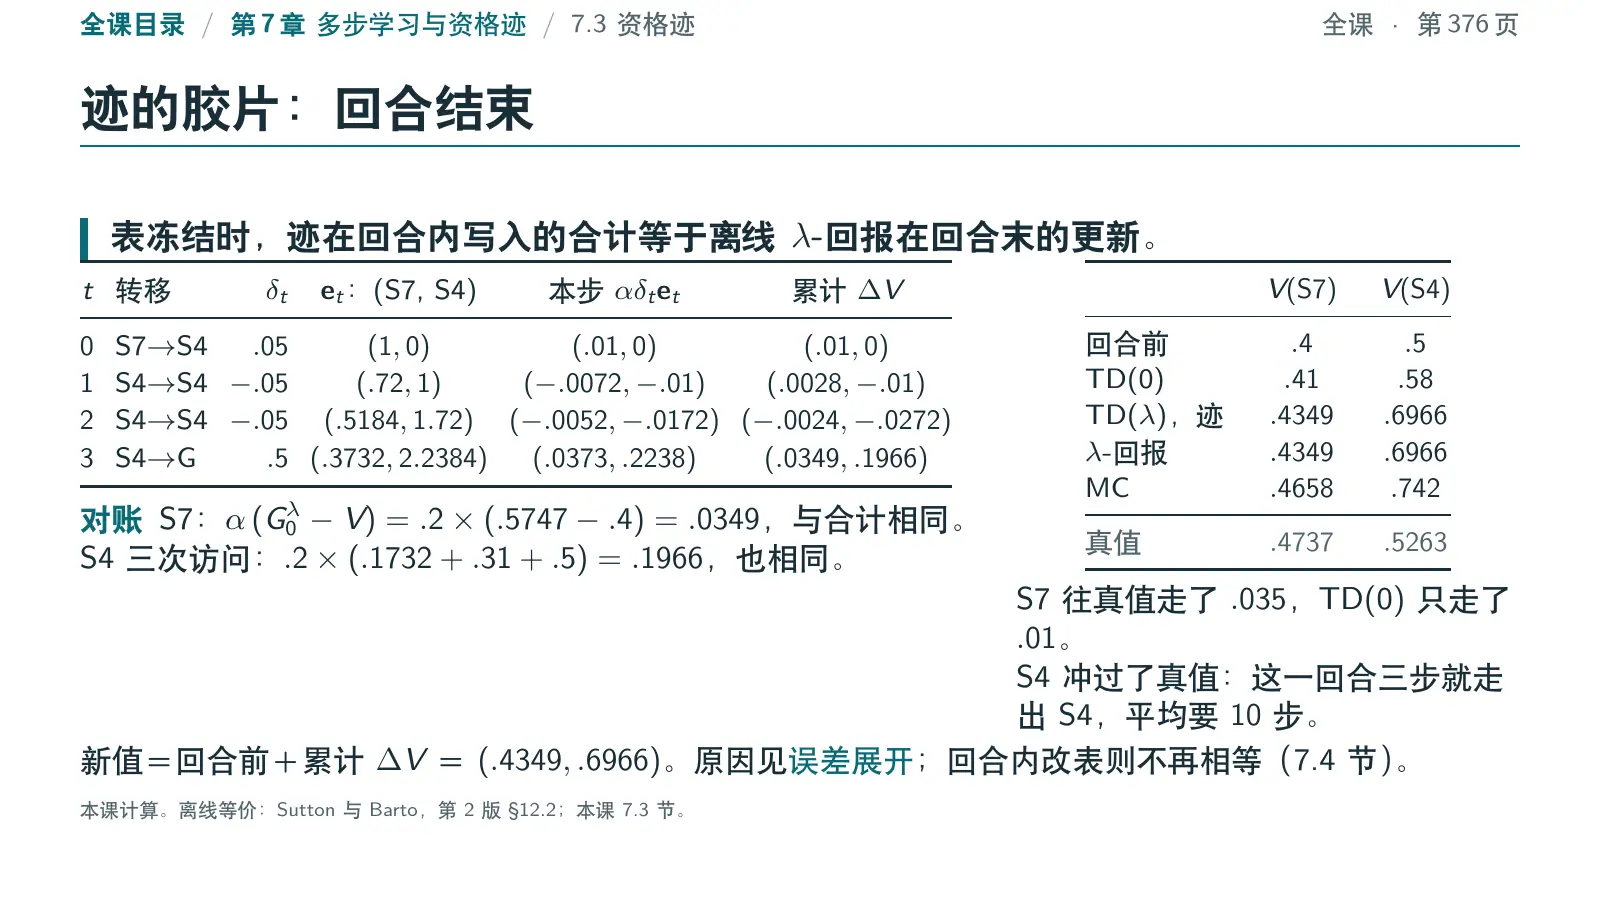 全课目录 / 第 7 章 多步学习与资格迹 / 7.3 资格迹
全课 · 第 376 页
迹的胶片：回合结束
表冻结时，迹在回合内写入的合计等于离线 λ-回报在回合末的更新。
t 转移 δt et：(S7, S4) 本步 αδtet 累计 ΔV
0 S7→S4 .05 (1, 0) (.01, 0) (.01, 0)
1 S4→S4 −.05 (.72, 1) (−.0072, −.01) (.0028, −.01)
2 S4→S4 −.05 (.5184, 1.72) (−.0052, −.0172) (−.0024, −.0272)
3 S4→G .5 (.3732, 2.2384) (.0373, .2238) (.0349, .1966)
对账 S7：α (G0λ − V) = .2 × (.5747 − .4) = .0349，与合计相同。
S4 三次访问：.2 × (.1732 + .31 + .5) = .1966，也相同。
V(S7) V(S4)
回合前 .4 .5
TD(0) .41 .58
TD(λ)，迹 .4349 .6966
λ-回报 .4349 .6966
MC .4658 .742
真值 .4737 .5263
S7 往真值走了 .035，TD(0) 只走了
.01。
S4 冲过了真值：这一回合三步就走
出 S4，平均要 10 步。
新值＝回合前＋累计 ΔV = (.4349, .6966)。原因见误差展开；回合内改表则不再相等（7.4 节）。
本课计算。离线等价：Sutton 与 Barto，第 2 版 §12.2；本课 7.3 节。